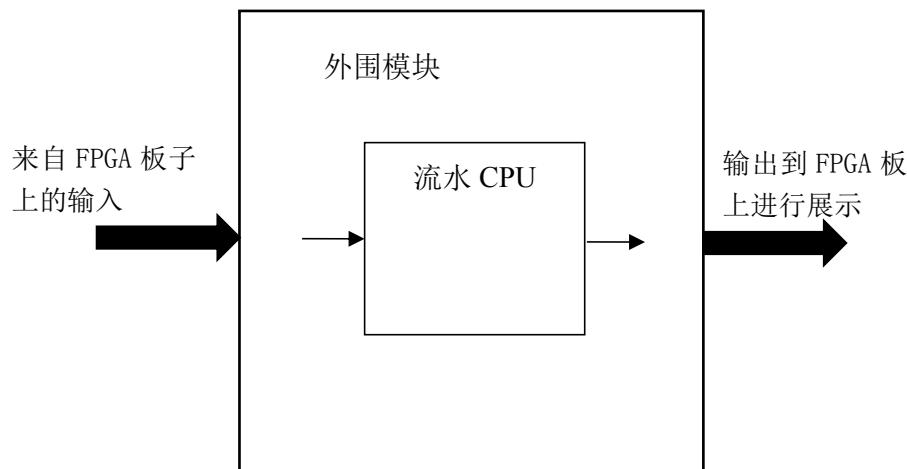 外围模块
来自 FPGA 板子
上的输入
流水 CPU
输出到 FPGA 板
上进行展示